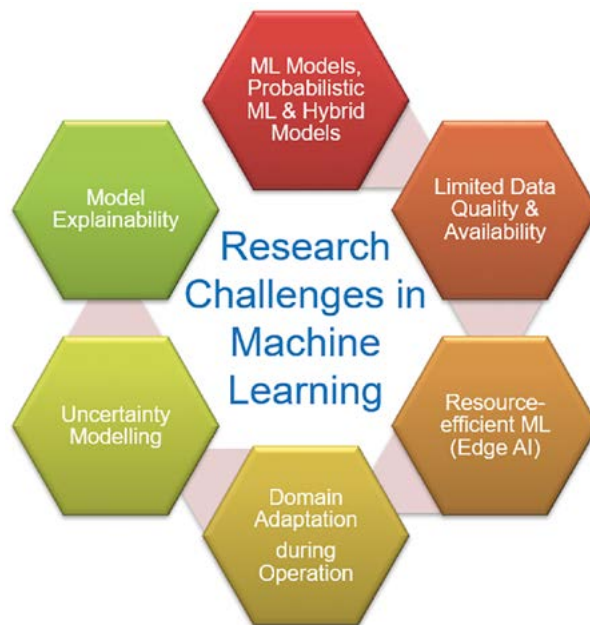 ML Models,
Probabilistic
ML & Hybrid
Models
Limited Data
Quality &
Availability
Resource-
efficient ML
(Edge AI)
Domain
Adaptation
during
Operation
Uncertainty
Modelling
Model
Explainability
Research
Challenges in
Machine
Learning